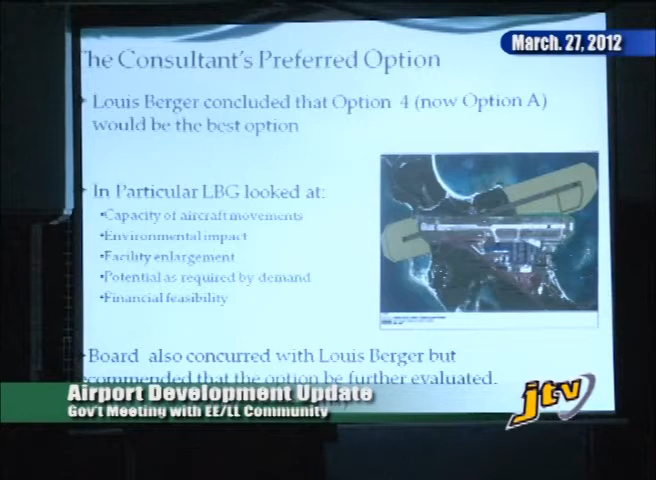 March. 27, 2012
The Consultant's Preferred Option
Louis Berger concluded that Option 4 (now Option A)
would be the best option
In Particular LBG looked at:
•Capacity of aircraft movements
•Environmental impact
•Facility enlargement
•Potential as required by demand
•Financial feasibility
Board also concurred with Louis Berger but
commended that the option be further evaluated.
Airport Development Update
Gov't Meeting with EE/LL Community
jtv